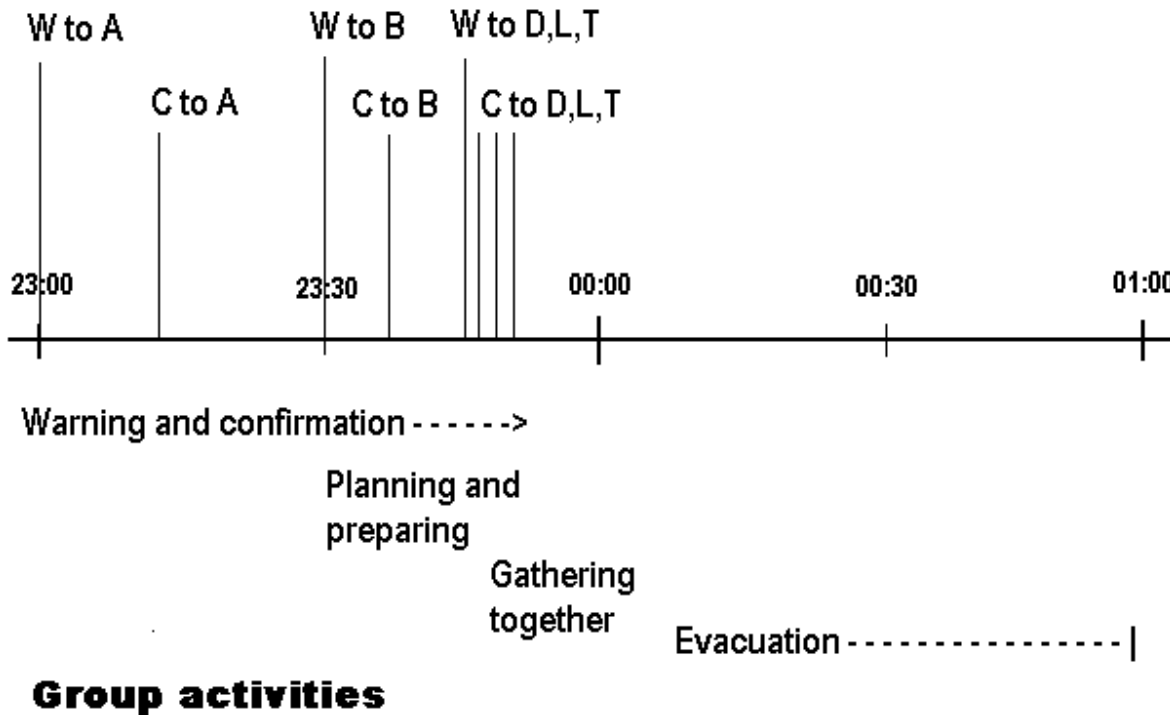 W to A
W to B
W to D,L,T
C to A
C to B
C to D,L,T
23:00
23:30
00:00
00:30
01:00
Warning and confirmation ------>
Planning and
preparing
Gathering
together
Evacuation -----------------|
Group activities